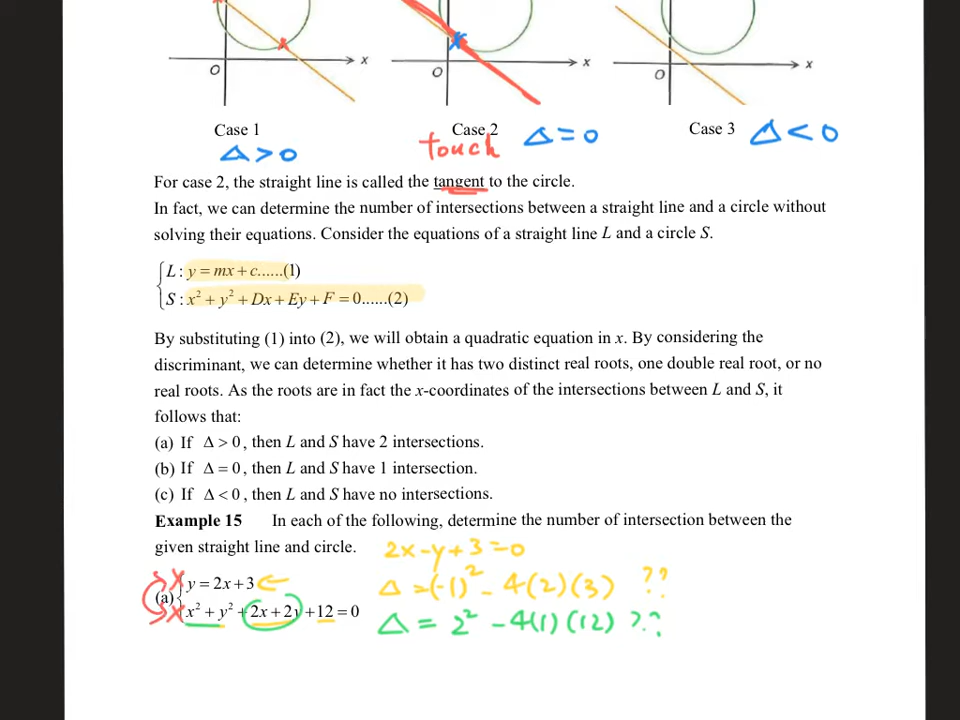 x
x
x
O
O
O
Case 1
Case 2
Case 3
Δ>0
touch
Δ=0
Δ<0
For case 2, the straight line is called the tangent to the circle.
In fact, we can determine the number of intersections between a straight line and a circle without
solving their equations. Consider the equations of a straight line L and a circle S.
L : y = mx + c......(1)
S : x² + y² + Dx + Ey + F = 0......(2)
By substituting (1) into (2), we will obtain a quadratic equation in x. By considering the
discriminant, we can determine whether it has two distinct real roots, one double real root, or no
real roots. As the roots are in fact the x-coordinates of the intersections between L and S, it
follows that:
(a) If Δ > 0, then L and S have 2 intersections.
(b) If Δ = 0, then L and S have 1 intersection.
(c) If Δ < 0, then L and S have no intersections.
Example 15 In each of the following, determine the number of intersection between the
given straight line and circle.
2x-y+3=0
(a) y = 2x + 3
Δ = (-1)² - 4(2)(3) ??
x² + y² + 2x + 2y + 12 = 0
Δ = 2² - 4(1)(12) ??